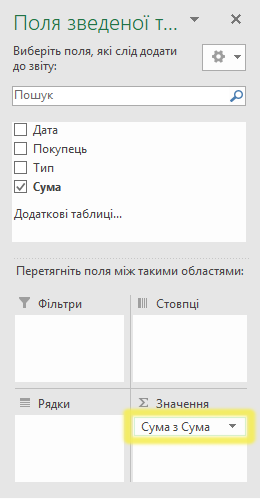 Поля зведеної т...
Виберіть поля, які слід додати
до звіту:
Пошук
Дата
Покупець
Тип
Сума
Додаткові таблиці...
Перетягніть поля між такими областями:
Фільтри
Стовпці
Рядки
Σ Значення
Сума з Сума